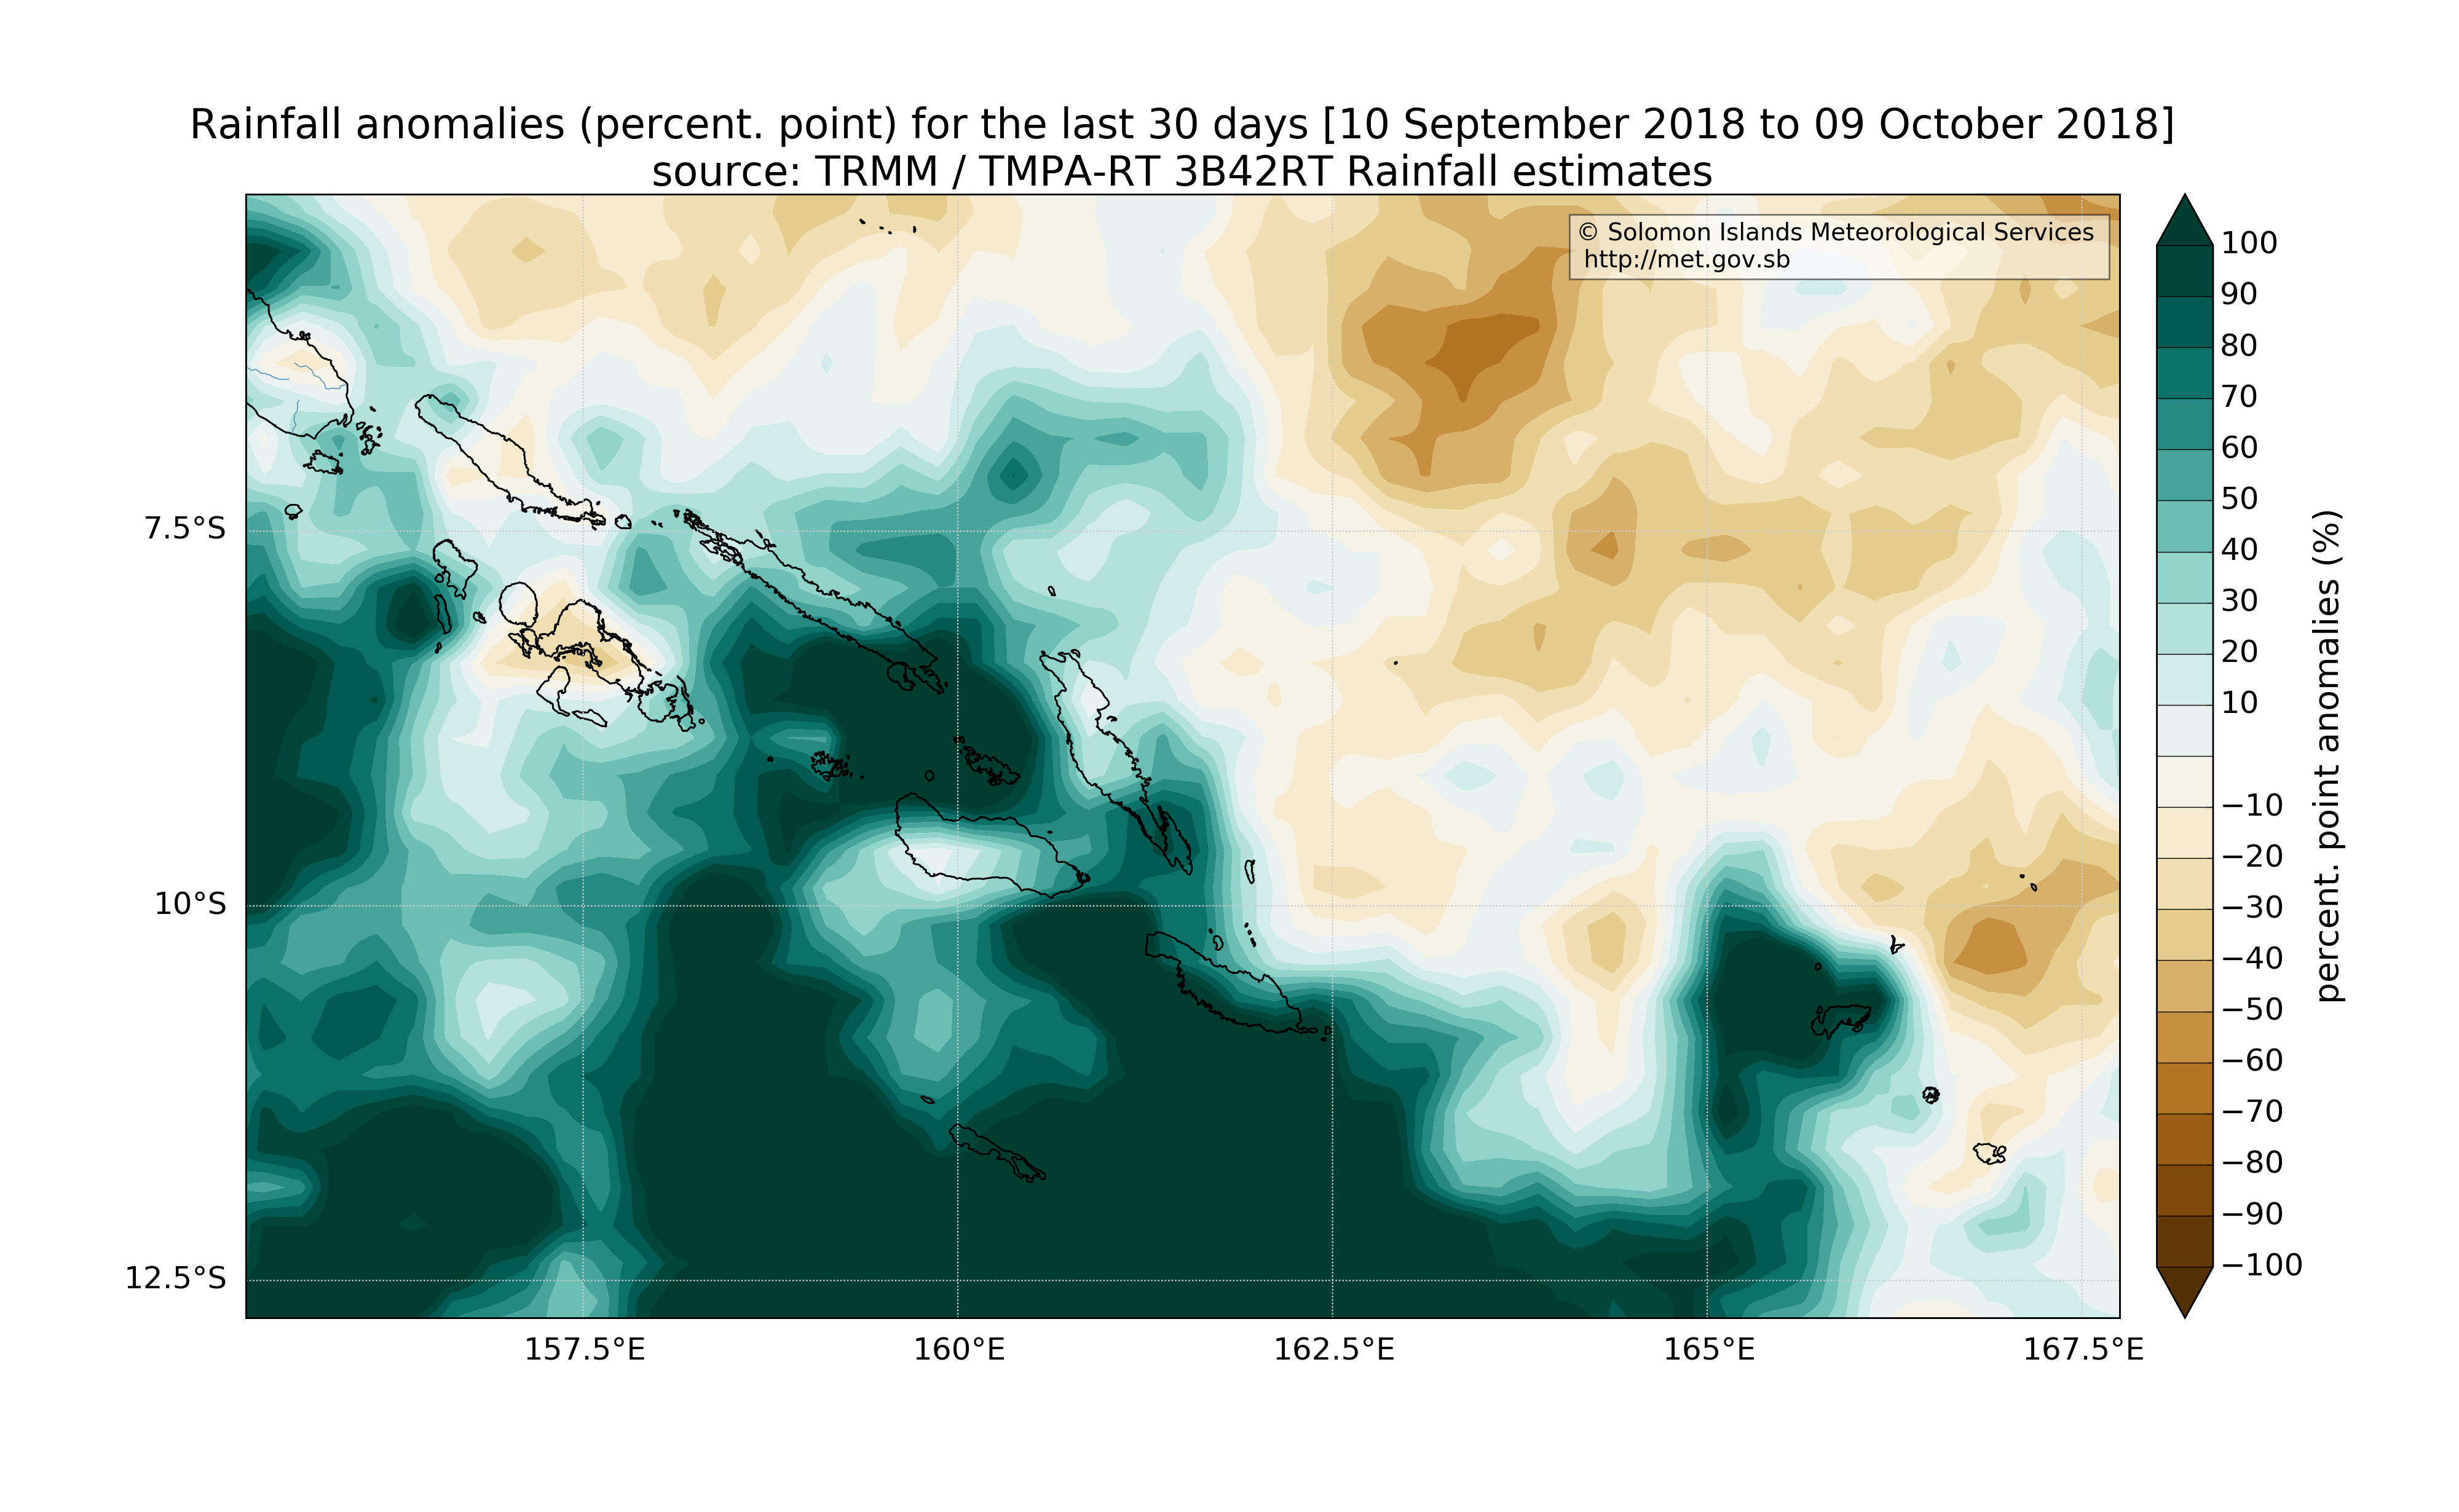 Rainfall anomalies (percent. point) for the last 30 days [10 September 2018 to 09 October 2018]
source: TRMM / TMPA-RT 3B42RT Rainfall estimates
© Solomon Islands Meteorological Services
http://met.gov.sb
7.5°S
10°S
12.5°S
157.5°E
160°E
162.5°E
165°E
167.5°E
100
90
80
70
60
50
40
30
20
10
−10
−20
−30
−40
−50
−60
−70
−80
−90
−100
percent. point anomalies (%)